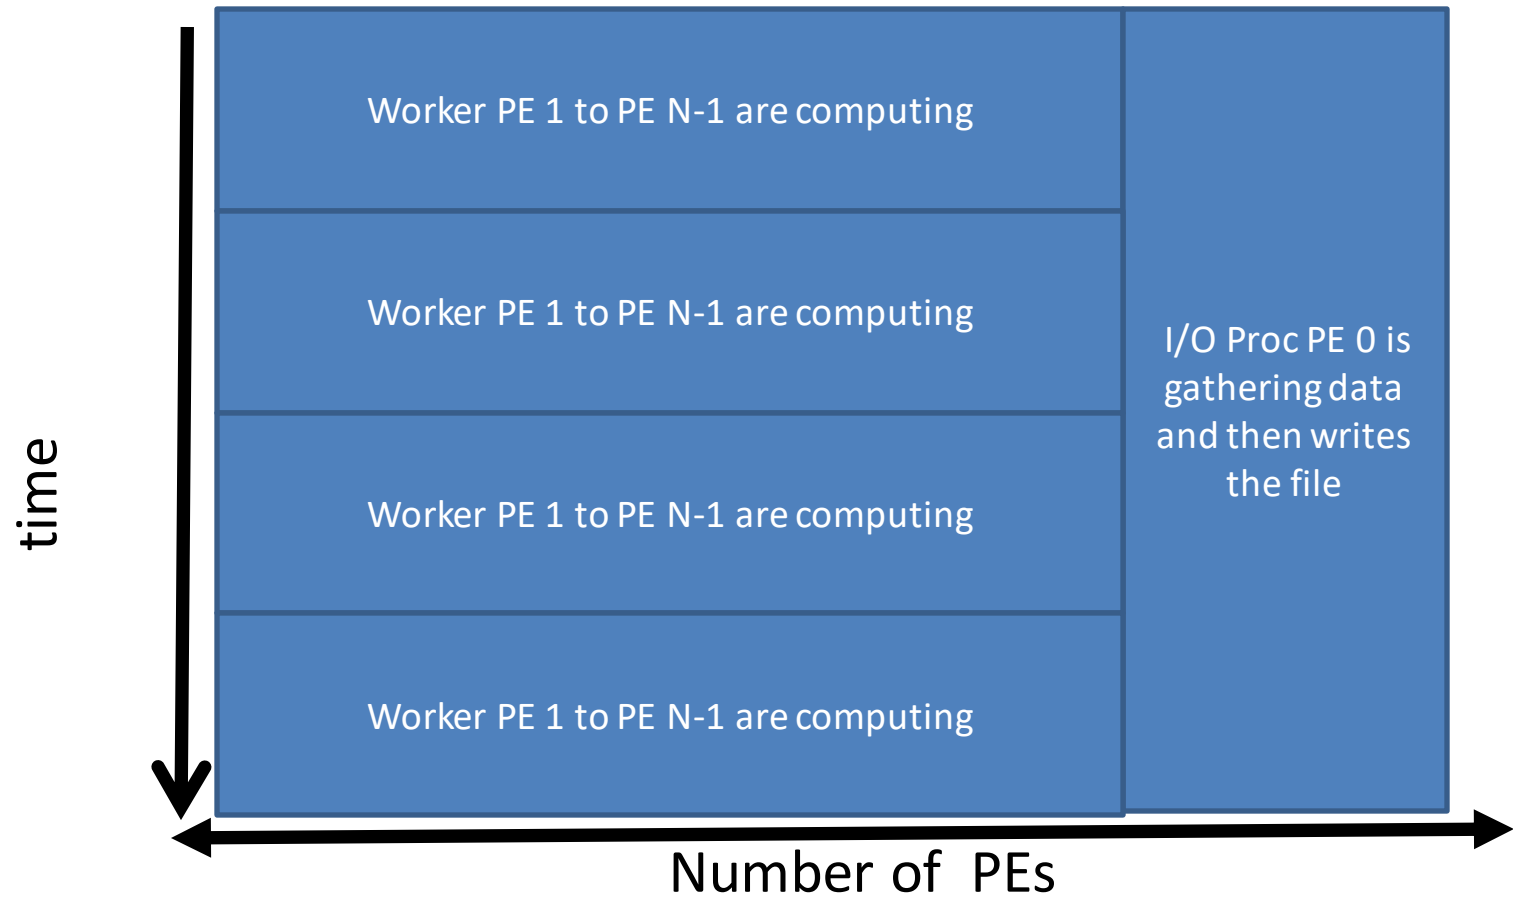 Worker PE 1 to PE N-1 are computing
Worker PE 1 to PE N-1 are computing
Worker PE 1 to PE N-1 are computing
Worker PE 1 to PE N-1 are computing
I/O Proc PE 0 is
gathering data
and then writes
the file
time
Number of PEs